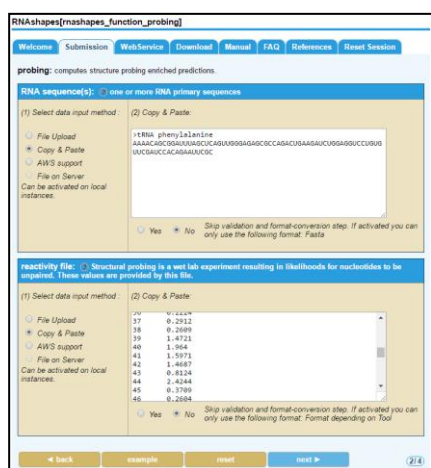 RNAshapes[rnashapes_function_probing]
Welcome Submission WebService Download Manual FAQ References Reset Session
probing: computes structure probing enriched predictions.
RNA sequence(s): one or more RNA primary sequences
(1) Select data input method :
(2) Copy & Paste:
File Upload
Copy & Paste
AWS support
File on Server
Can be activated on local
instances.
>tRNA phenylalanine
AAAACAGCGGAUUUAGCUCAGUUGGGAGAGCGCCAGACUGAAGAUCUGGAGGUCCUGUG
UUCGAUCCACAGAAUUCGC
Yes No Skip validation and format-conversion step. If activated you can
only use the following format: Fasta
reactivity file: Structural probing is a wet lab experiment resulting in likelihoods for nucleotides to be
unpaired. These values are provided by this file.
(1) Select data input method :
(2) Copy & Paste:
File Upload
Copy & Paste
AWS support
File on Server
Can be activated on local
instances.
37 0.2912
38 0.2609
39 1.4721
40 1.964
41 1.5971
42 1.4687
43 0.8124
44 2.4244
45 0.3709
46 0.2604
Yes No Skip validation and format-conversion step. If activated you can
only use the following format: Format depending on Tool
back example reset next (2/4)